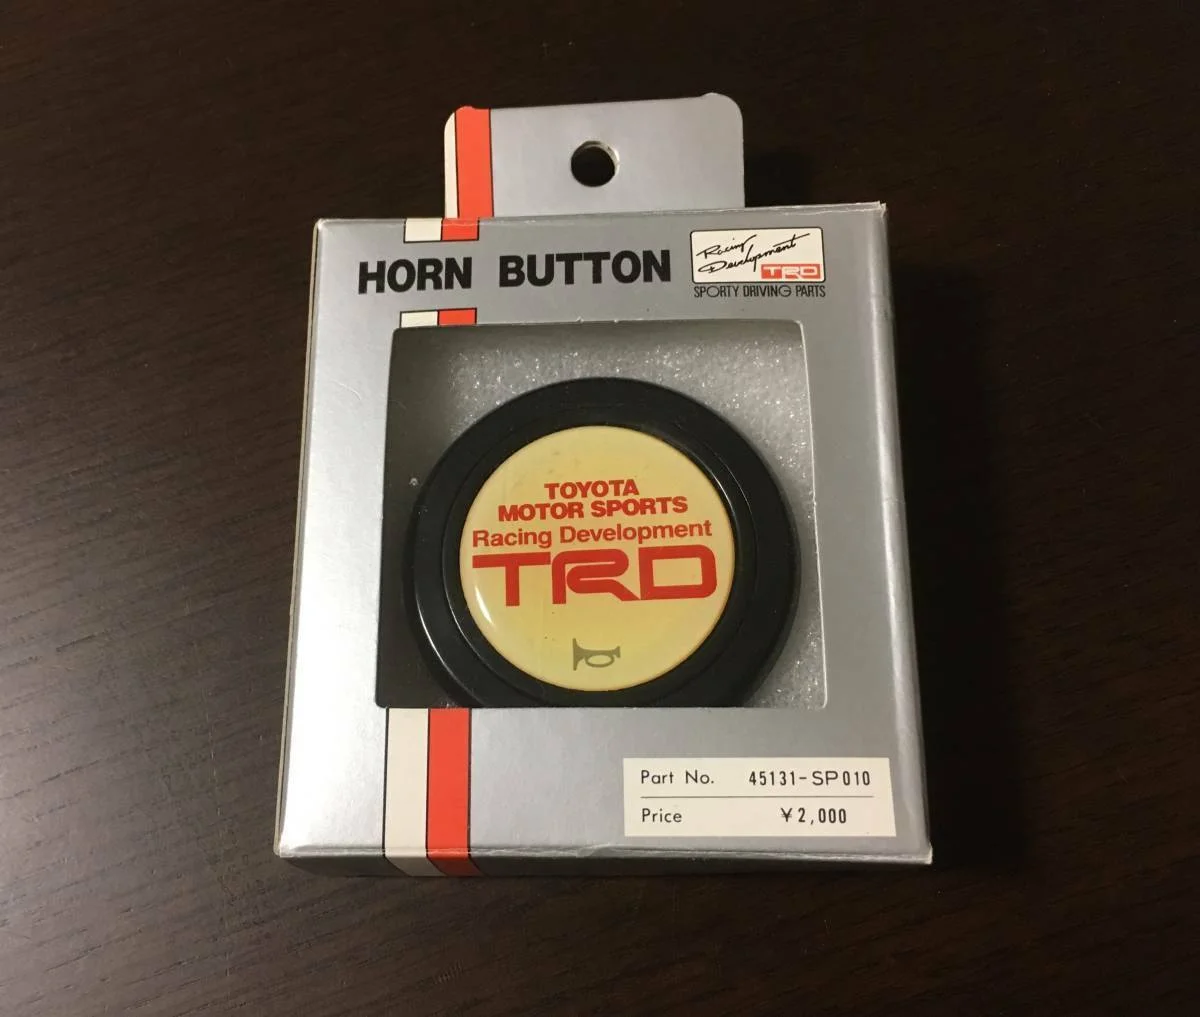 HORN BUTTON
Racing
Development
TRD
SPORTY DRIVING PARTS
TOYOTA
MOTOR SPORTS
Racing Development
TRD
Part No. 45131-SP010
Price ¥2,000